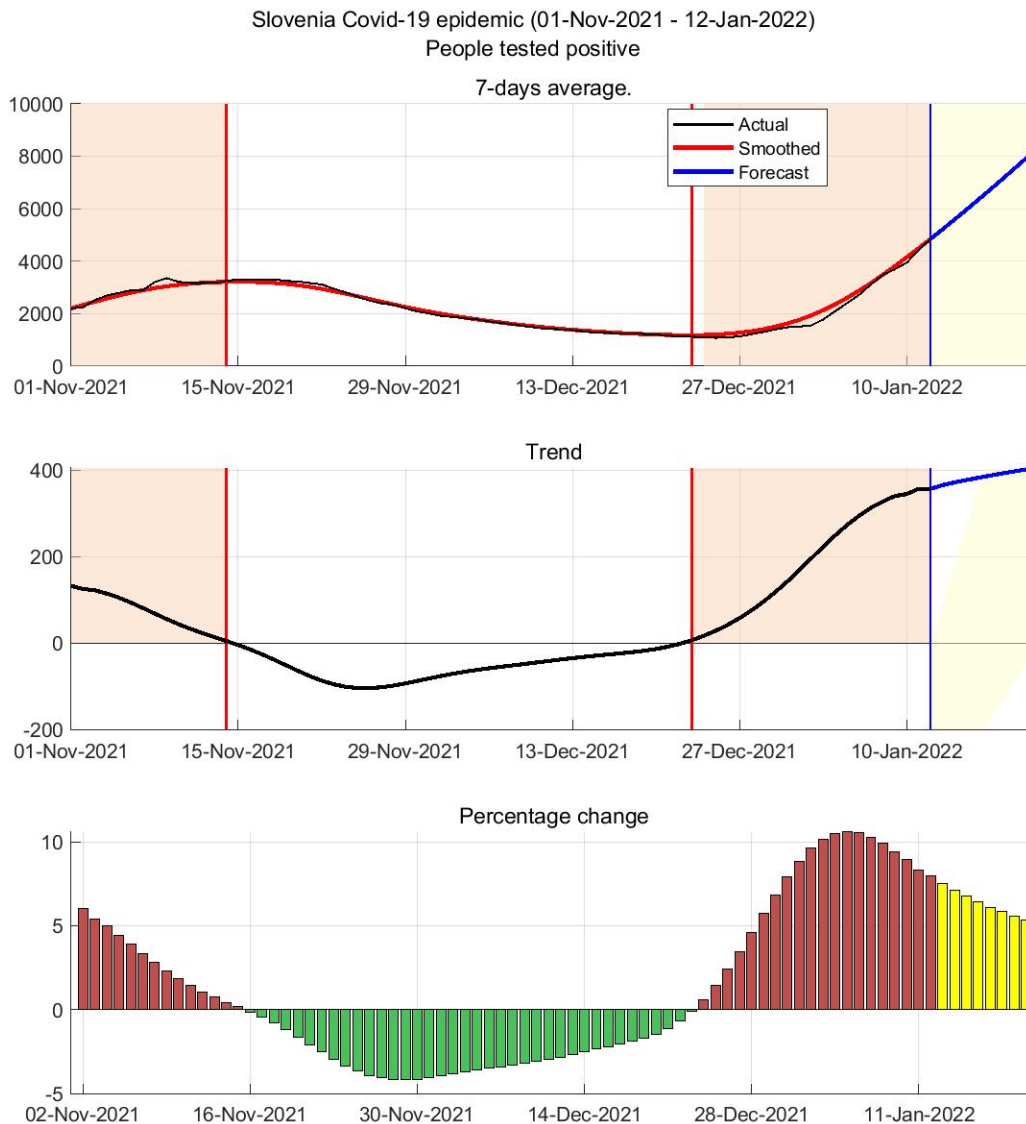 Slovenia Covid-19 epidemic (01-Nov-2021 - 12-Jan-2022)
People tested positive
7-days average.
10000
8000
6000
4000
2000
0
Actual
Smoothed
Forecast
01-Nov-2021 15-Nov-2021 29-Nov-2021 13-Dec-2021 27-Dec-2021 10-Jan-2022
Trend
400
200
0
-200
01-Nov-2021 15-Nov-2021 29-Nov-2021 13-Dec-2021 27-Dec-2021 10-Jan-2022
Percentage change
10
5
0
-5
02-Nov-2021 16-Nov-2021 30-Nov-2021 14-Dec-2021 28-Dec-2021 11-Jan-2022